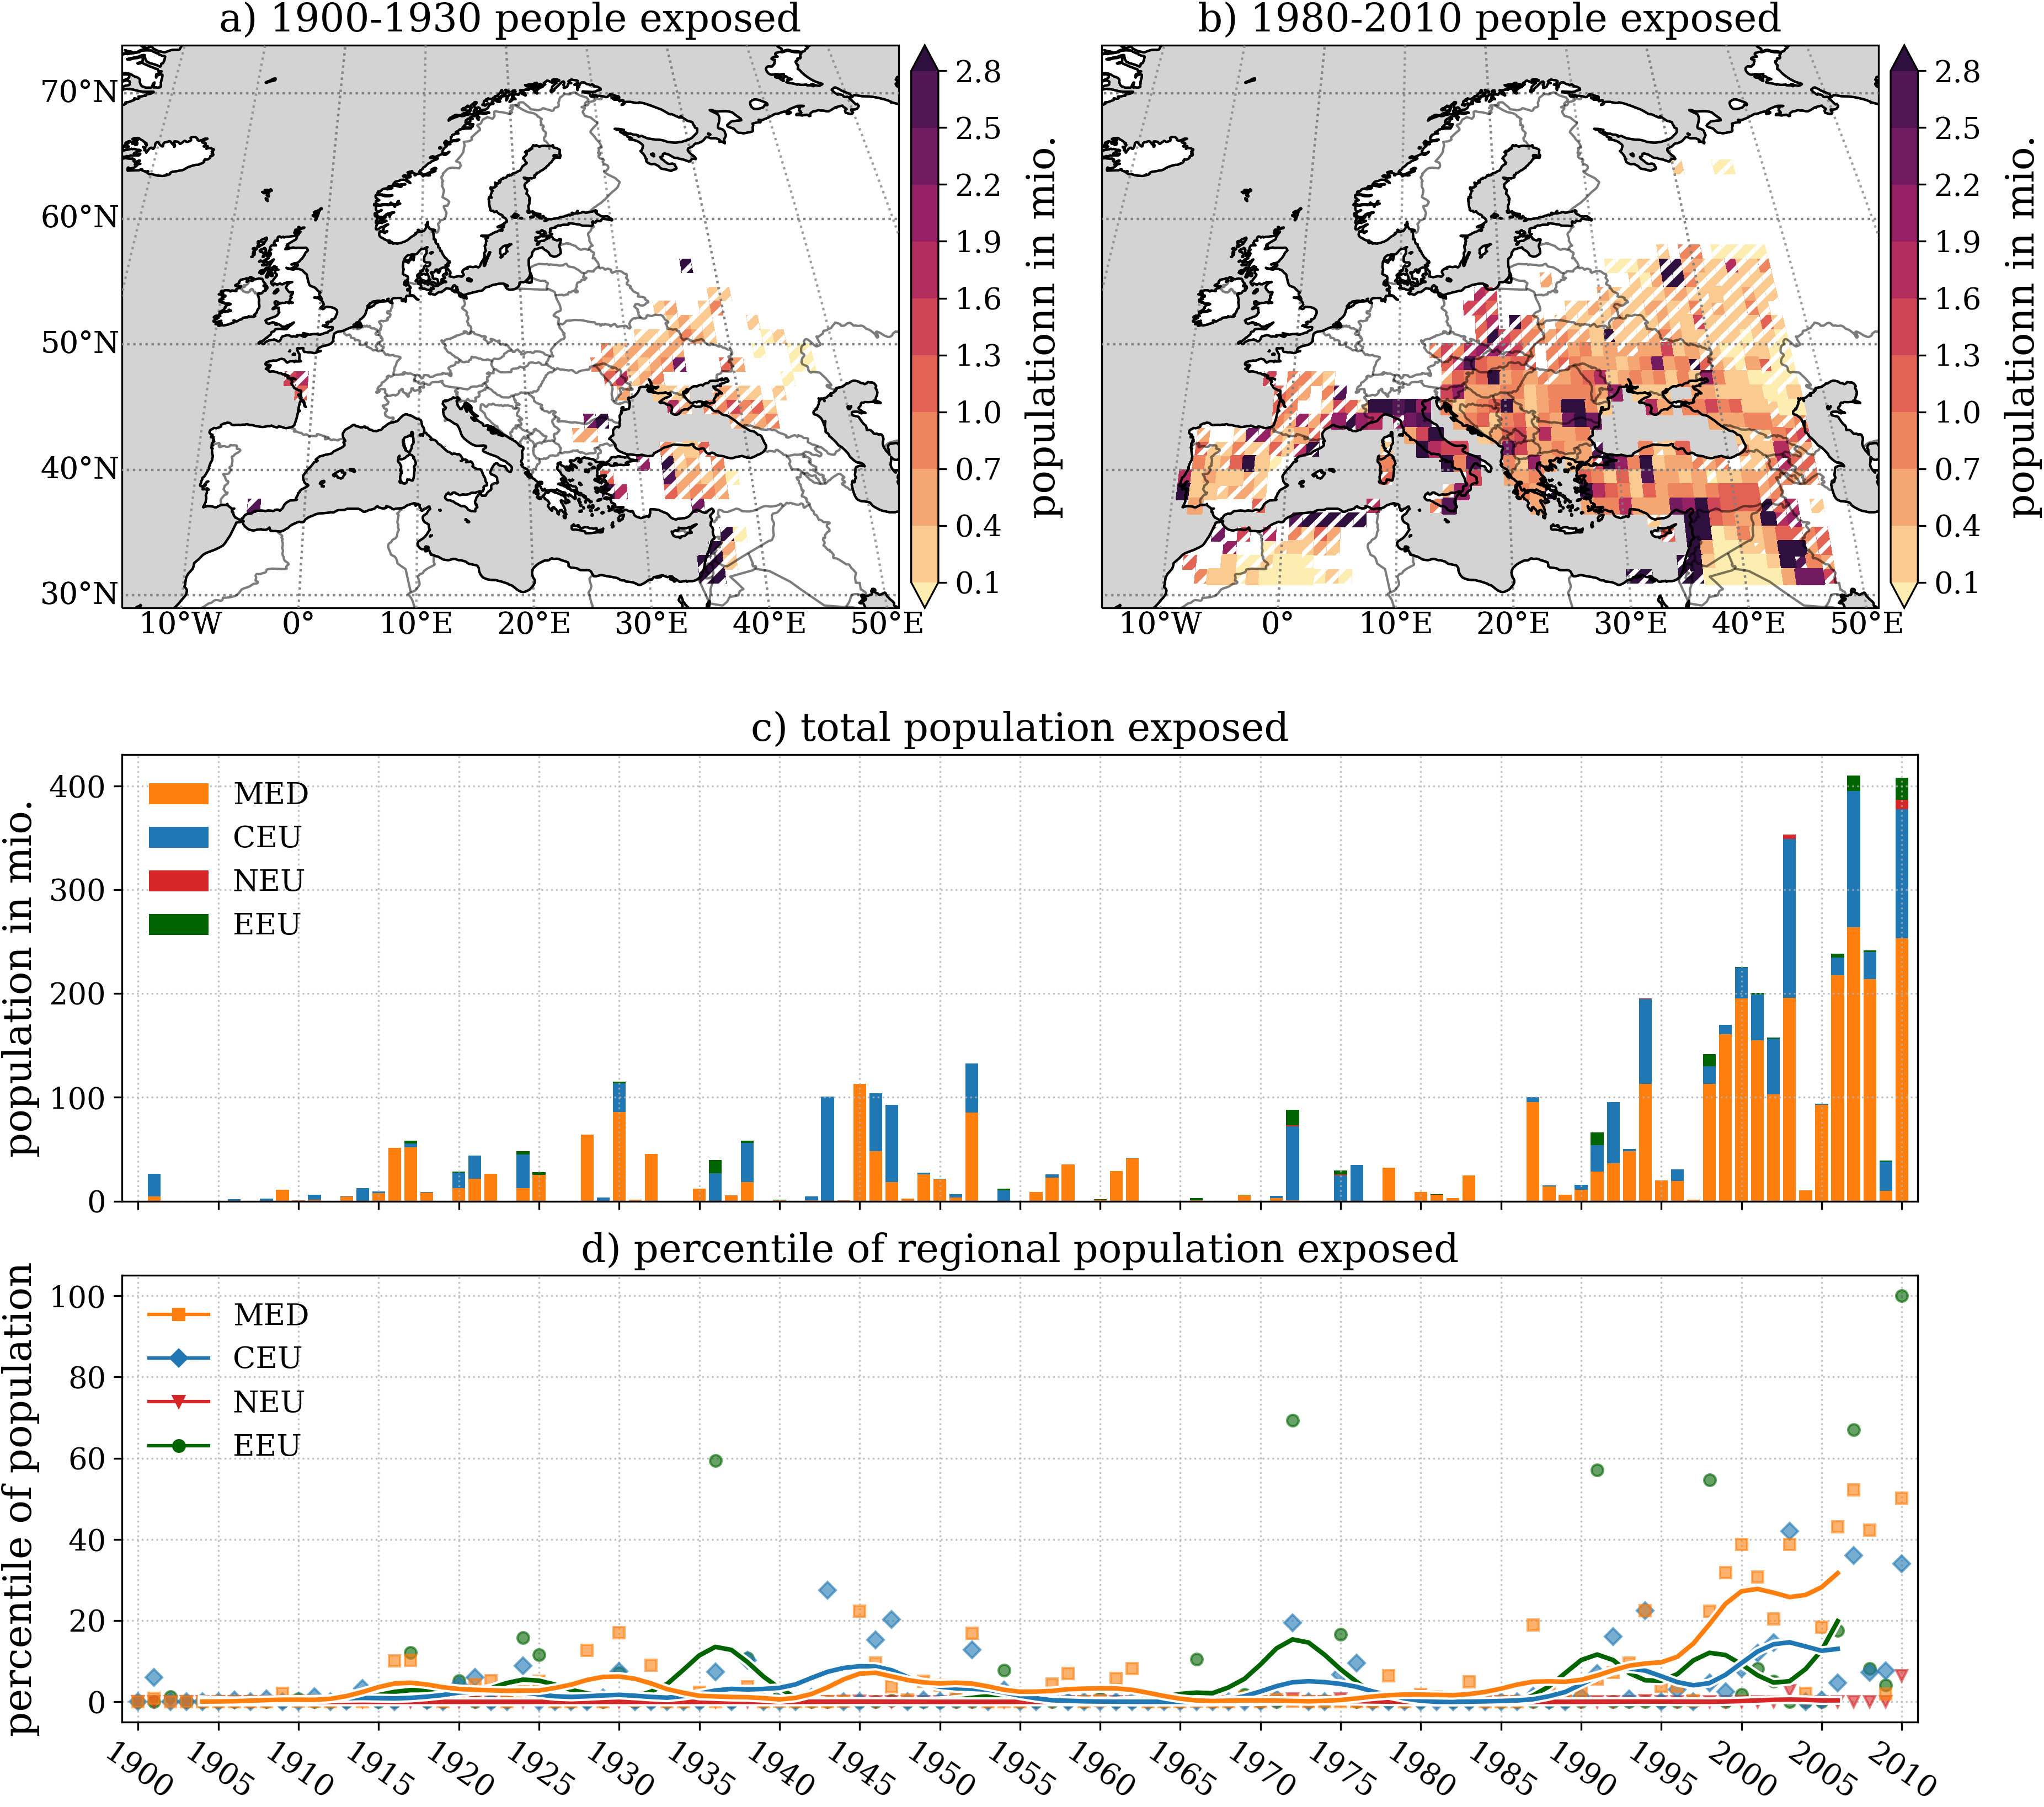 a) 1900-1930 people exposed
b) 1980-2010 people exposed
70°N
60°N
50°N
40°N
30°N
10°W 0° 10°E 20°E 30°E 40°E 50°E
2.8
2.5
2.2
1.9
1.6
1.3
1.0
0.7
0.4
0.1
populationn in mio.
10°W 0° 10°E 20°E 30°E 40°E 50°E
2.8
2.5
2.2
1.9
1.6
1.3
1.0
0.7
0.4
0.1
populationn in mio.
c) total population exposed
population in mio.
400
300
200
100
0
MED
CEU
NEU
EEU
d) percentile of regional population exposed
percentile of population
100
80
60
40
20
0
MED
CEU
NEU
EEU
1900 1905 1910 1915 1920 1925 1930 1935 1940 1945 1950 1955 1960 1965 1970 1975 1980 1985 1990 1995 2000 2005 2010